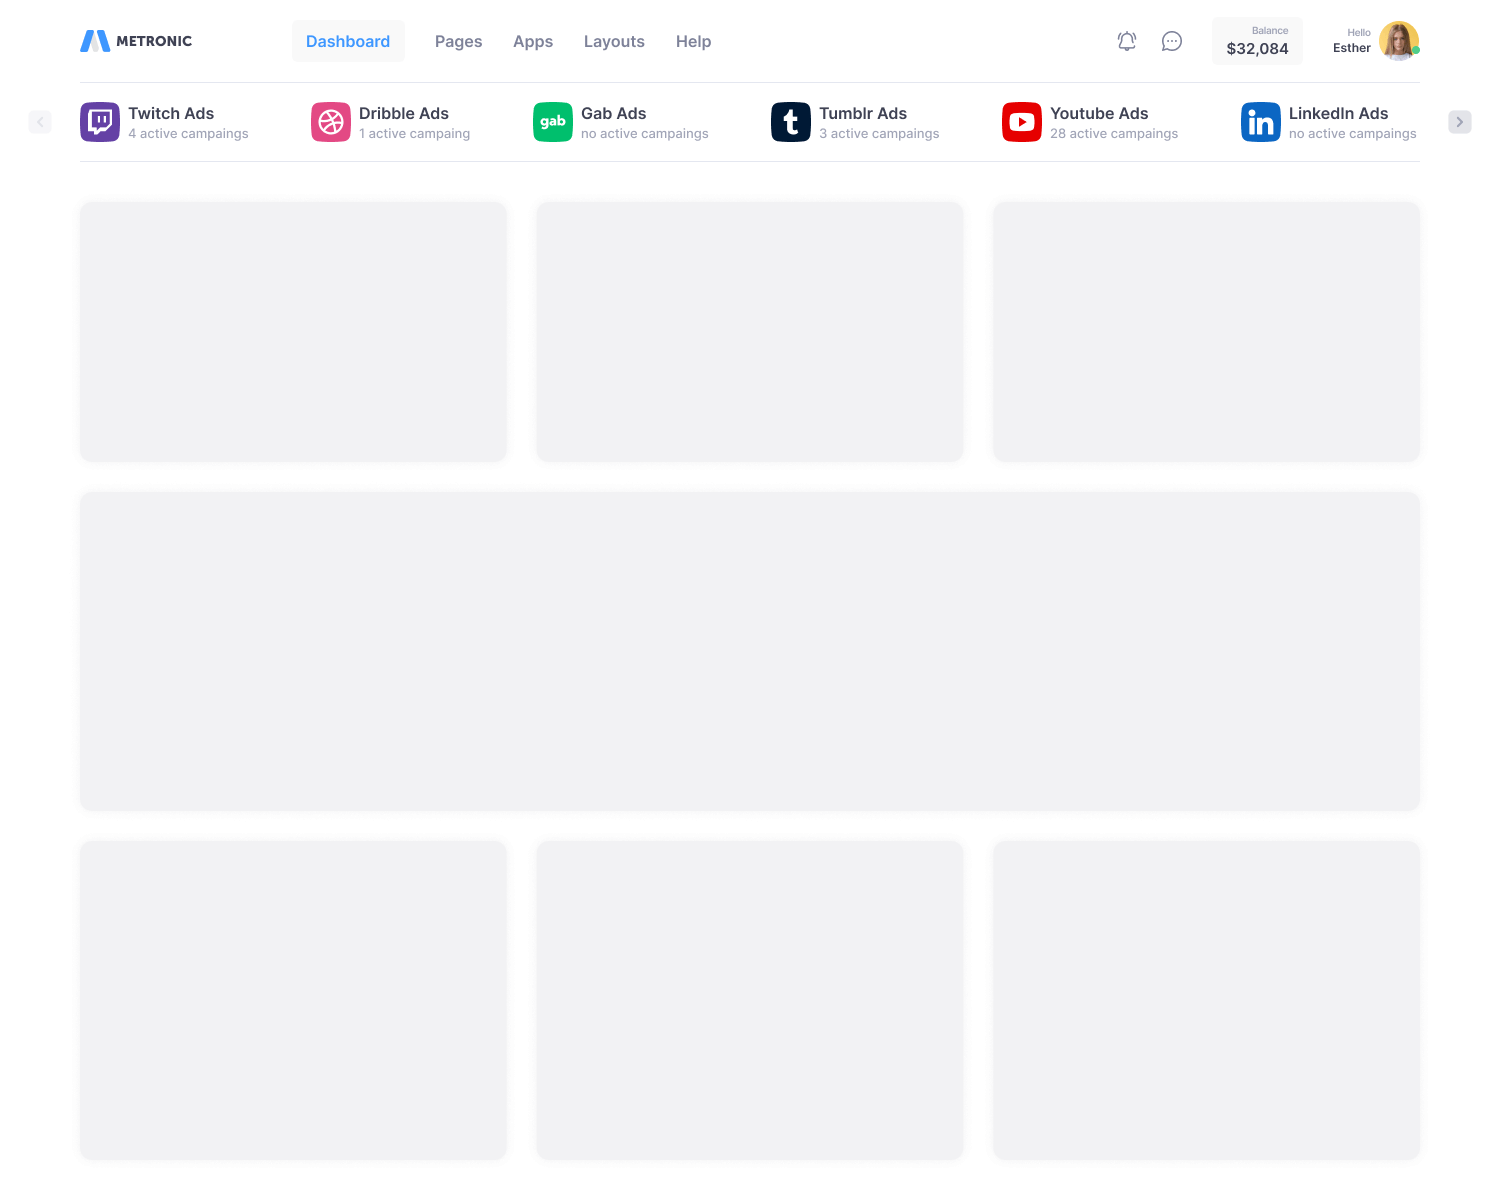 METRONIC
Dashboard
Pages
Apps
Layouts
Help
Balance
$32,084
Hello
Esther
Twitch Ads
4 active campaings
Dribble Ads
1 active campaing
gab
Gab Ads
no active campaings
t
Tumblr Ads
3 active campaings
Youtube Ads
28 active campaings
in
LinkedIn Ads
no active campaings